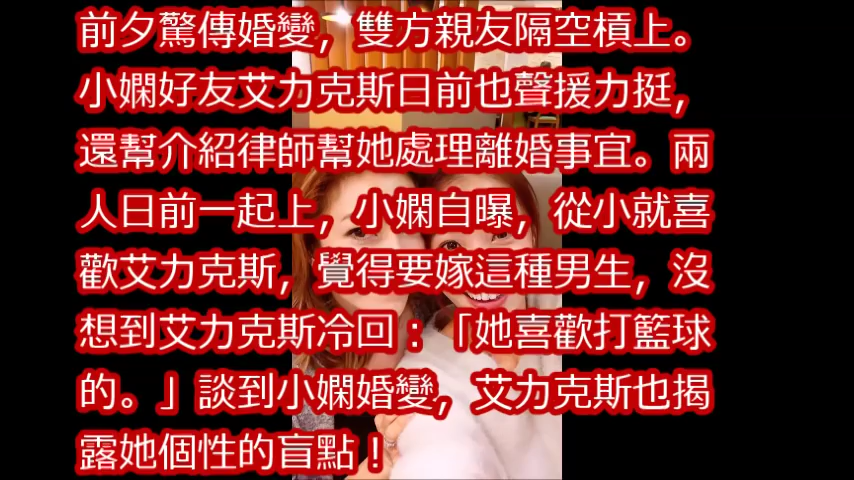 前夕驚傳婚變，雙方親友隔空槓上。
小嫻好友艾力克斯日前也聲援力挺，
還幫介紹律師幫她處理離婚事宜。兩
人日前一起上，小嫻自曝，從小就喜
歡艾力克斯，覺得要嫁這種男生，沒
想到艾力克斯冷回：「她喜歡打籃球
的。」談到小嫻婚變，艾力克斯也揭
露她個性的盲點！